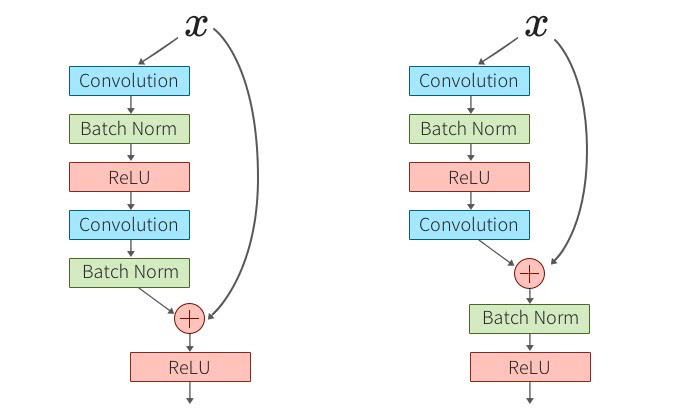 x
Convolution
Batch Norm
ReLU
Convolution
Batch Norm
ReLU
x
Convolution
Batch Norm
ReLU
Convolution
Batch Norm
ReLU